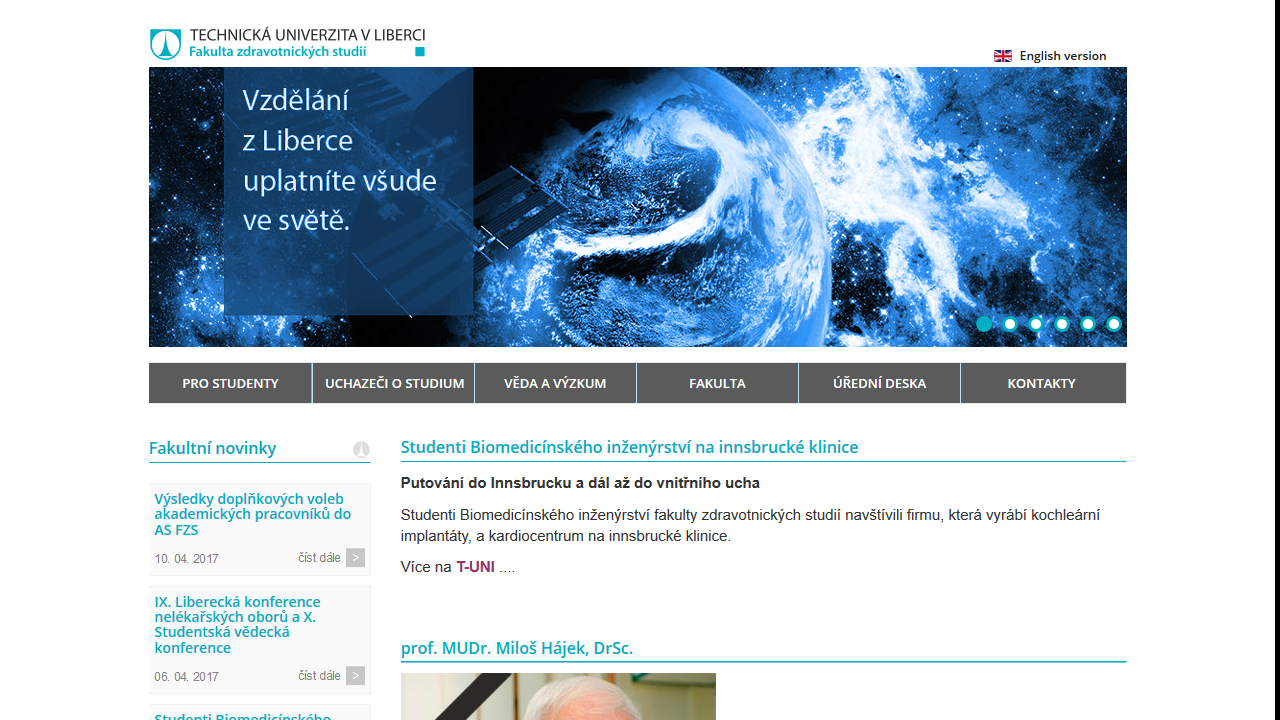 TECHNICKÁ UNIVERZITA V LIBERCI
Fakulta zdravotnických studií
English version
Vzdělání
z Liberce
uplatníte všude
ve světě.
PRO STUDENTY
UCHAZEČI O STUDIUM
VĚDA A VÝZKUM
FAKULTA
ÚŘEDNÍ DESKA
KONTAKTY
Fakultní novinky
Výsledky doplňkových voleb
akademických pracovníků do
AS FZS
10. 04. 2017
číst dále >
IX. Liberecká konference
nelékařských oborů a X.
Studentská vědecká
konference
06. 04. 2017
číst dále >
Studenti Biomedicínského
Studenti Biomedicínského inženýrství na innsbrucké klinice
Putování do Innsbrucku a dál až do vnitřního ucha
Studenti Biomedicínského inženýrství fakulty zdravotnických studií navštívili firmu, která vyrábí kochleární
implantáty, a kardiocentrum na innsbrucké klinice.
Více na T-UNI ....
prof. MUDr. Miloš Hájek, DrSc.